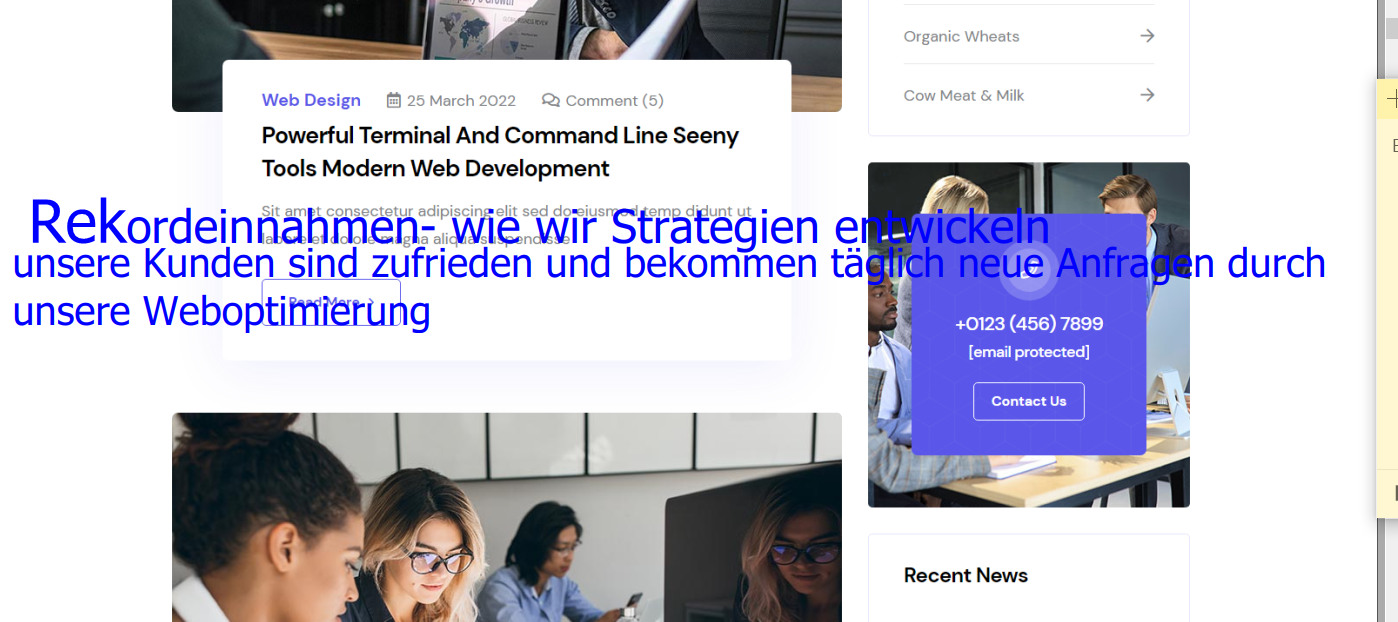 Organic Wheats
Cow Meat & Milk
Web Design 25 March 2022 Comment (5)
Powerful Terminal And Command Line Seeny
Tools Modern Web Development
Sit amet consectetur adipiscing elit sed do eiusmod temp didunt ut
labore et dolore magna aliqua suspendisse
Rekordeinnahmen- wie wir Strategien entwickeln
unsere Kunden sind zufrieden und bekommen täglich neue Anfragen durch
unsere Weboptimierung
Read More
+0123 (456) 7899
[email protected]
Contact Us
Recent News